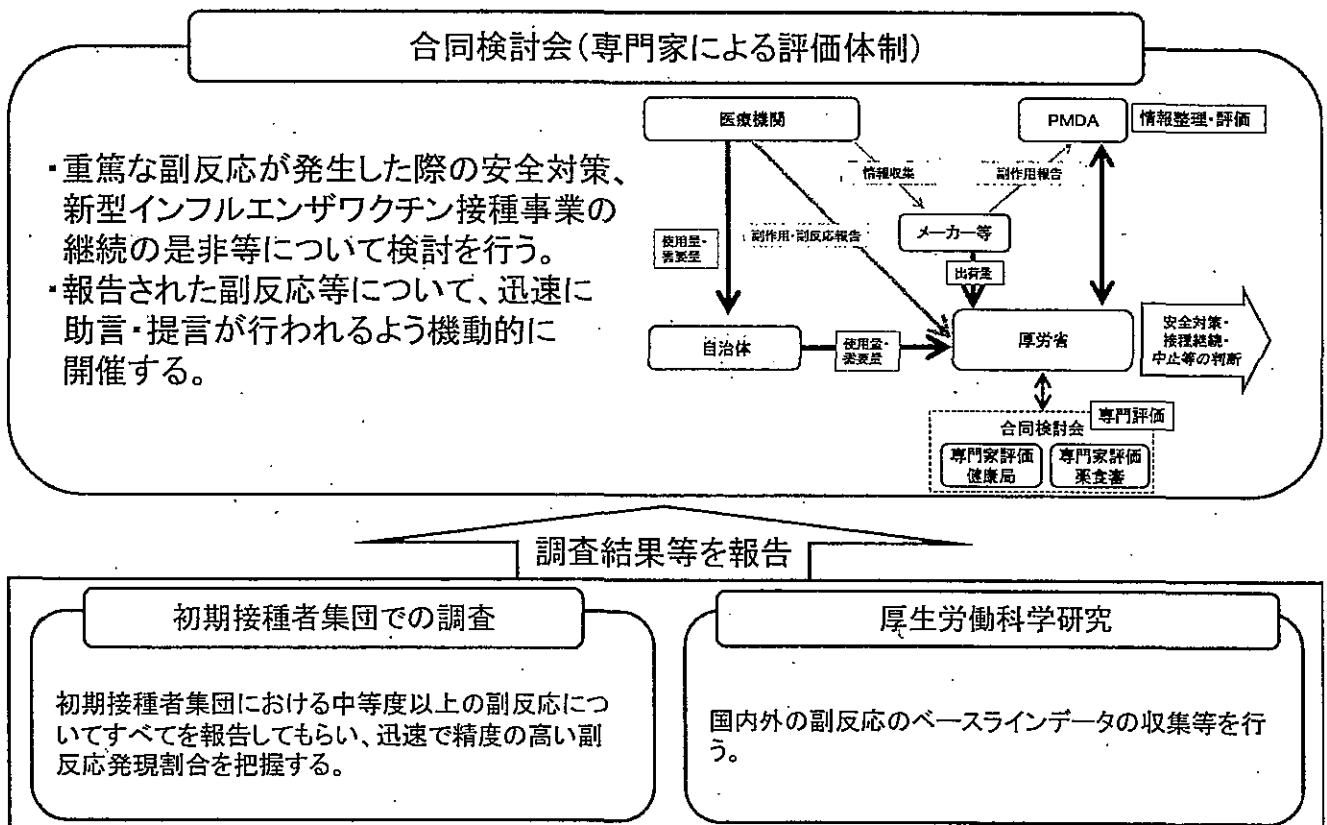 合同検討会(専門家による評価体制)
・重篤な副反応が発生した際の安全対策、
新型インフルエンザワクチン接種事業の
継続の是非等について検討を行う。
・報告された副反応等について、迅速に
助言・提言が行われるよう機動的に
開催する。
医療機関
PMDA
情報整理・評価
情報収集
副作用報告
メーカー等
使用量・
需要量
副作用・副反応報告
出荷量
自治体
使用量・
需要量
厚労省
安全対策・
接種継続・
中止等の判断
専門評価
合同検討会
専門家評価
健康局
専門家評価
薬食審
調査結果等を報告
初期接種者集団での調査
初期接種者集団における中等度以上の副反応につ
いてすべてを報告してもらい、迅速で精度の高い副
反応発現割合を把握する。
厚生労働科学研究
国内外の副反応のベースラインデータの収集等を行
う。